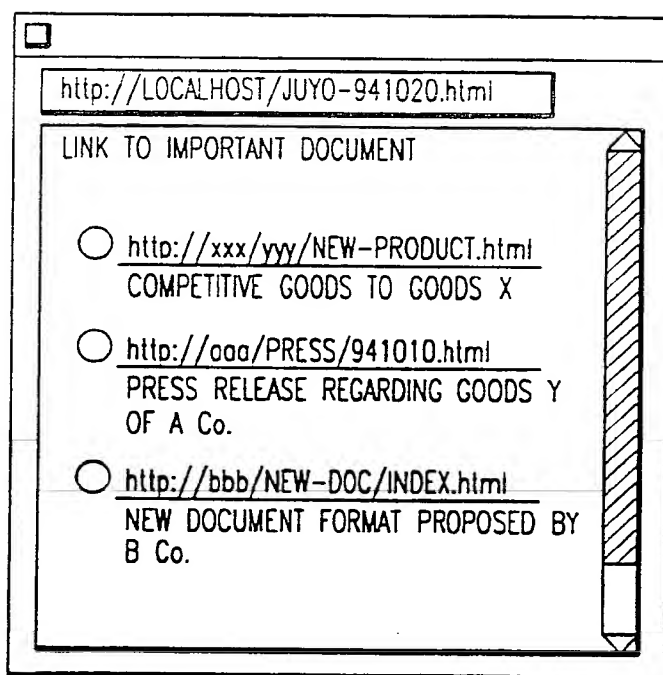 http://LOCALHOST/JUYO-941020.html
LINK TO IMPORTANT DOCUMENT
http://xxx/yyy/NEW-PRODUCT.html
COMPETITIVE GOODS TO GOODS X
http://aaa/PRESS/941010.html
PRESS RELEASE REGARDING GOODS Y
OF A Co.
http://bbb/NEW-DOC/INDEX.html
NEW DOCUMENT FORMAT PROPOSED BY
B Co.